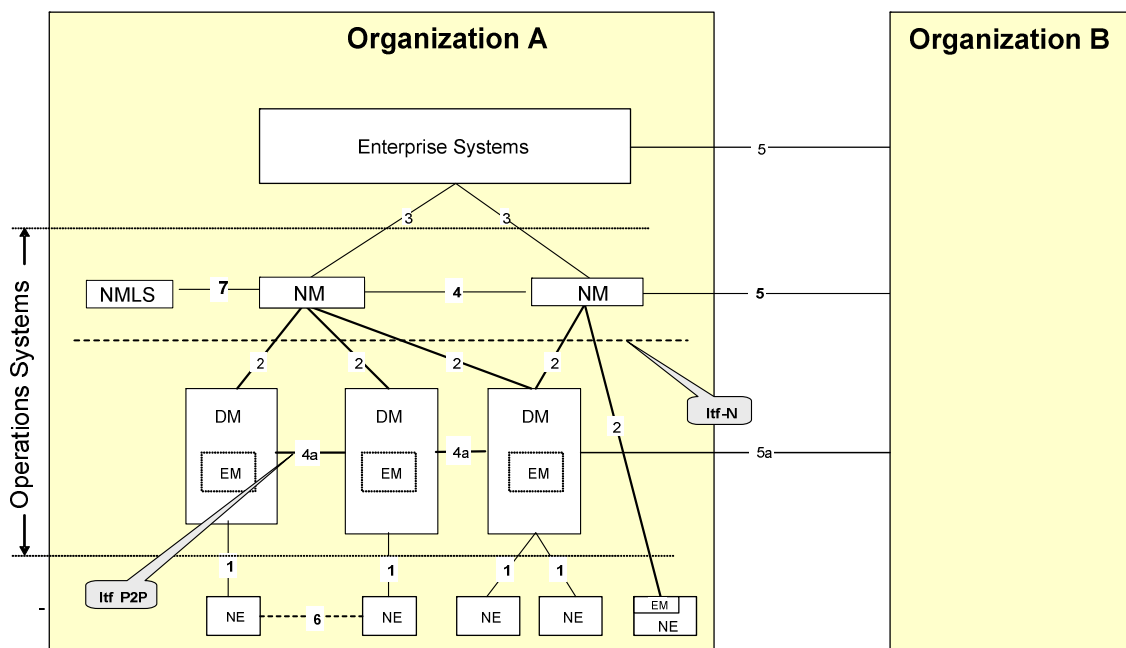 Organization A
Organization B
Enterprise Systems
5
3
3
Operations Systems
NMLS
7
NM
4
NM
5
2
2
2
2
Itf-N
DM
DM
DM
2
4a
4a
5a
EM
EM
EM
1
1
1
1
Itf P2P
-
NE
6
NE
NE
NE
EM
NE